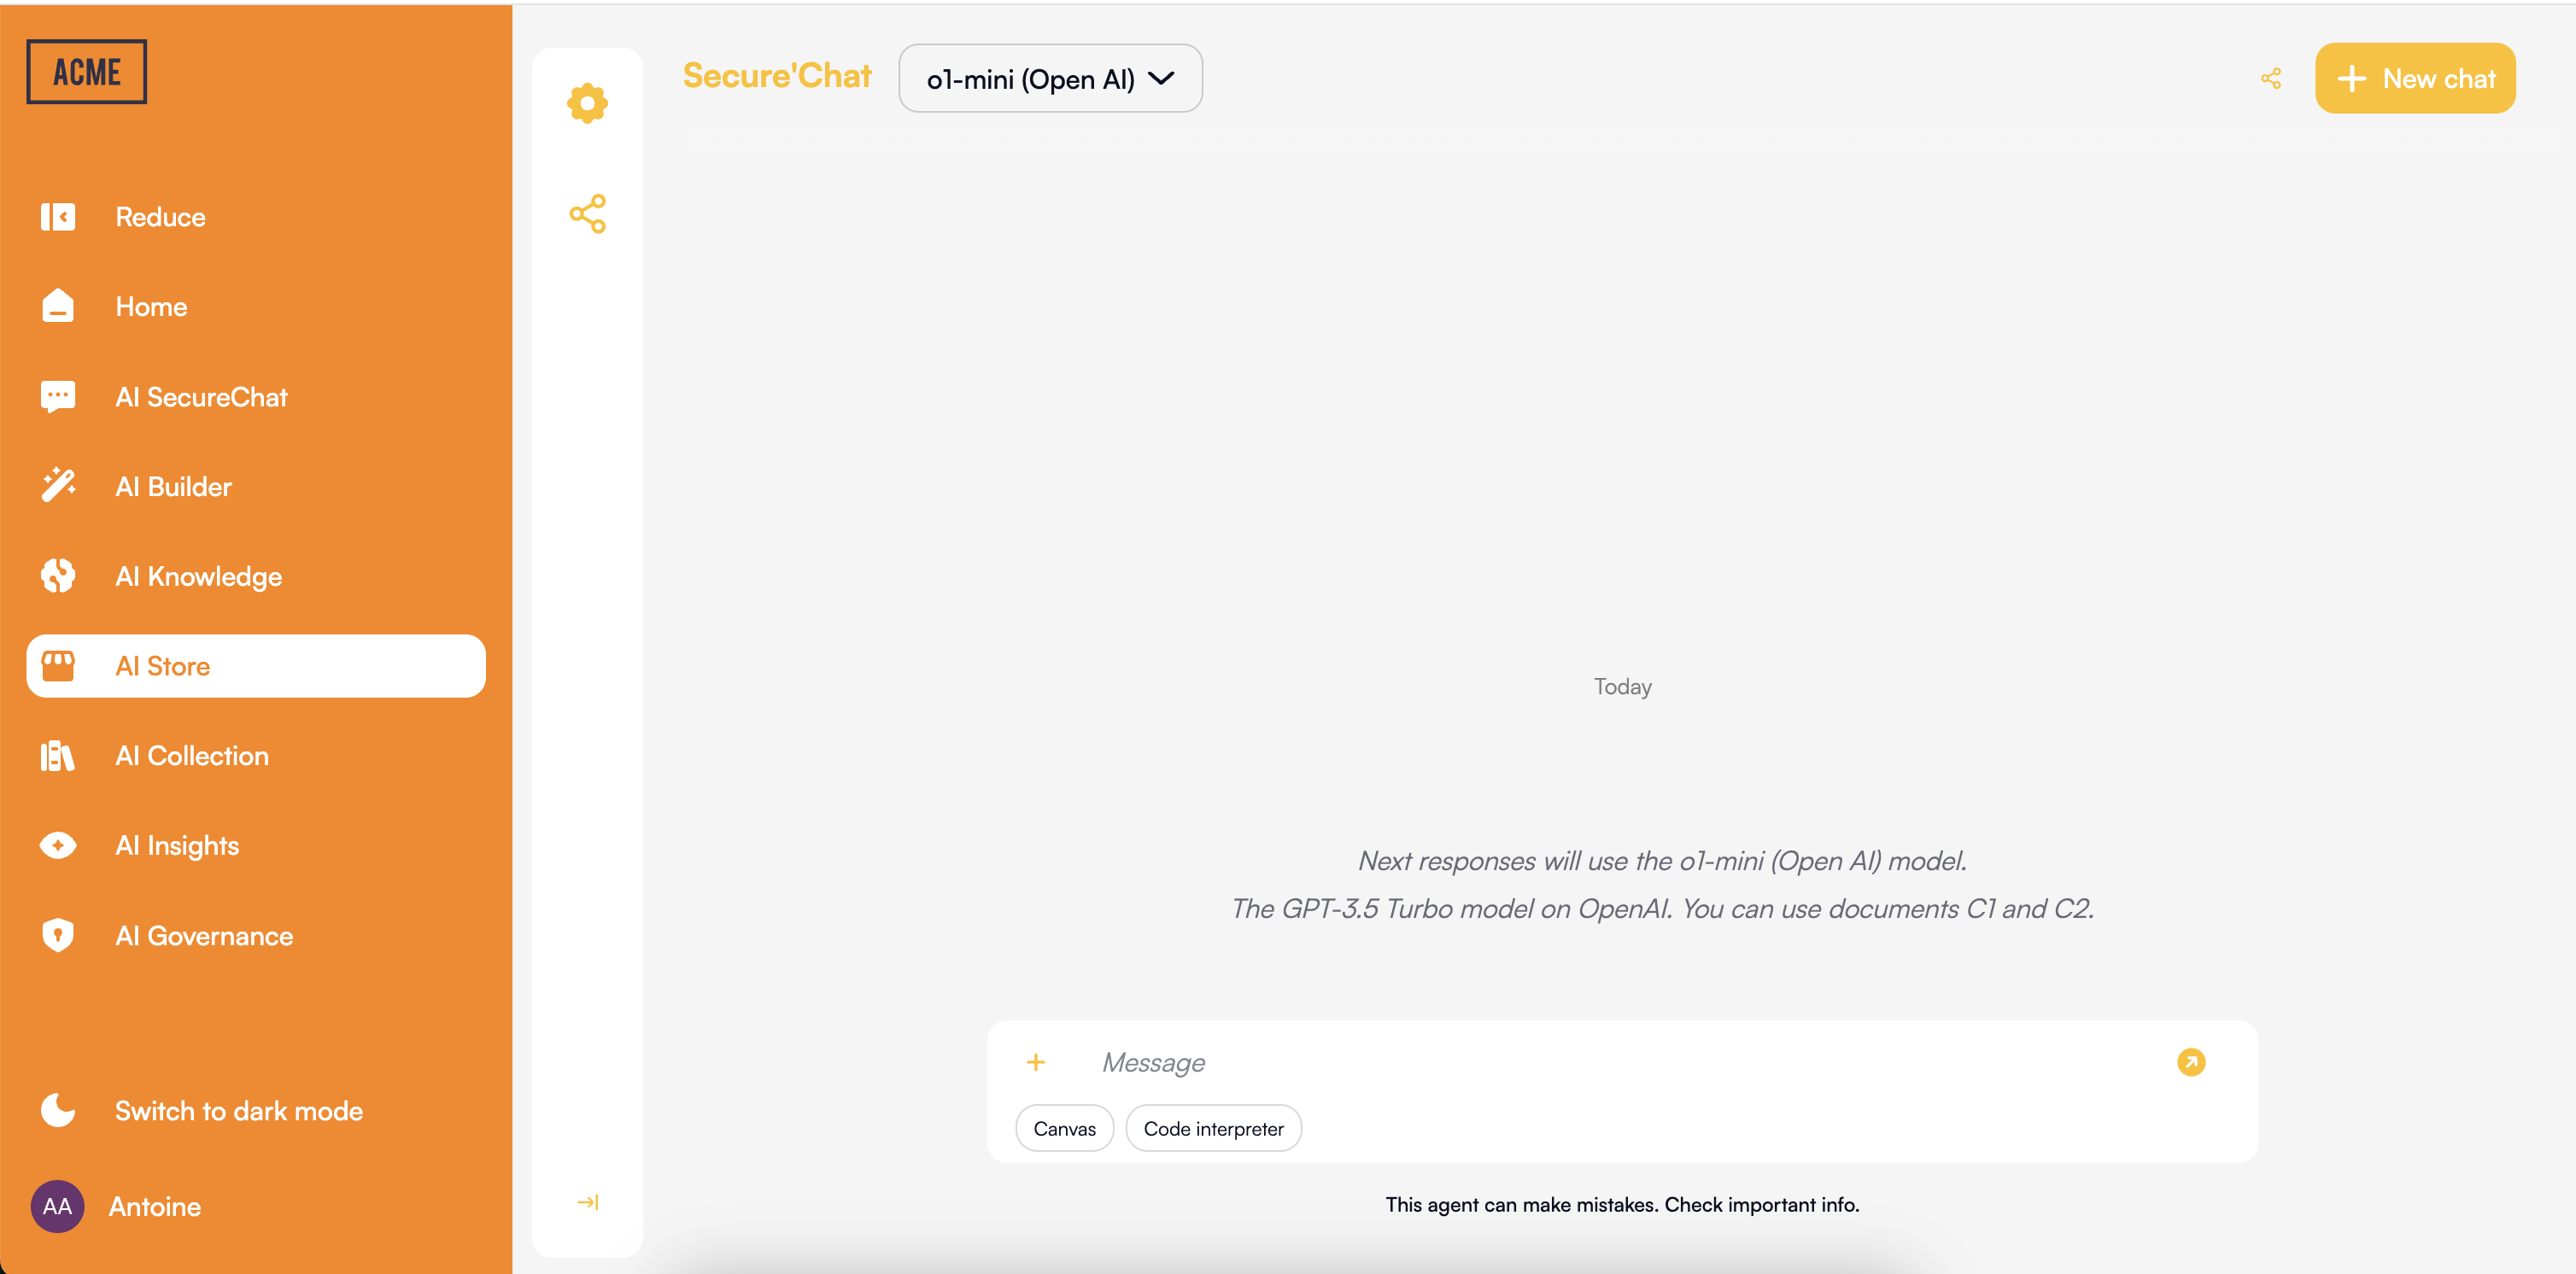 ACME
Reduce
Home
AI SecureChat
AI Builder
AI Knowledge
AI Store
AI Collection
AI Insights
AI Governance
Switch to dark mode
AA Antoine
Secure'Chat
o1-mini (Open AI)
New chat
Today
Next responses will use the o1-mini (Open AI) model.
The GPT-3.5 Turbo model on OpenAI. You can use documents C1 and C2.
Message
Canvas Code interpreter
This agent can make mistakes. Check important info.